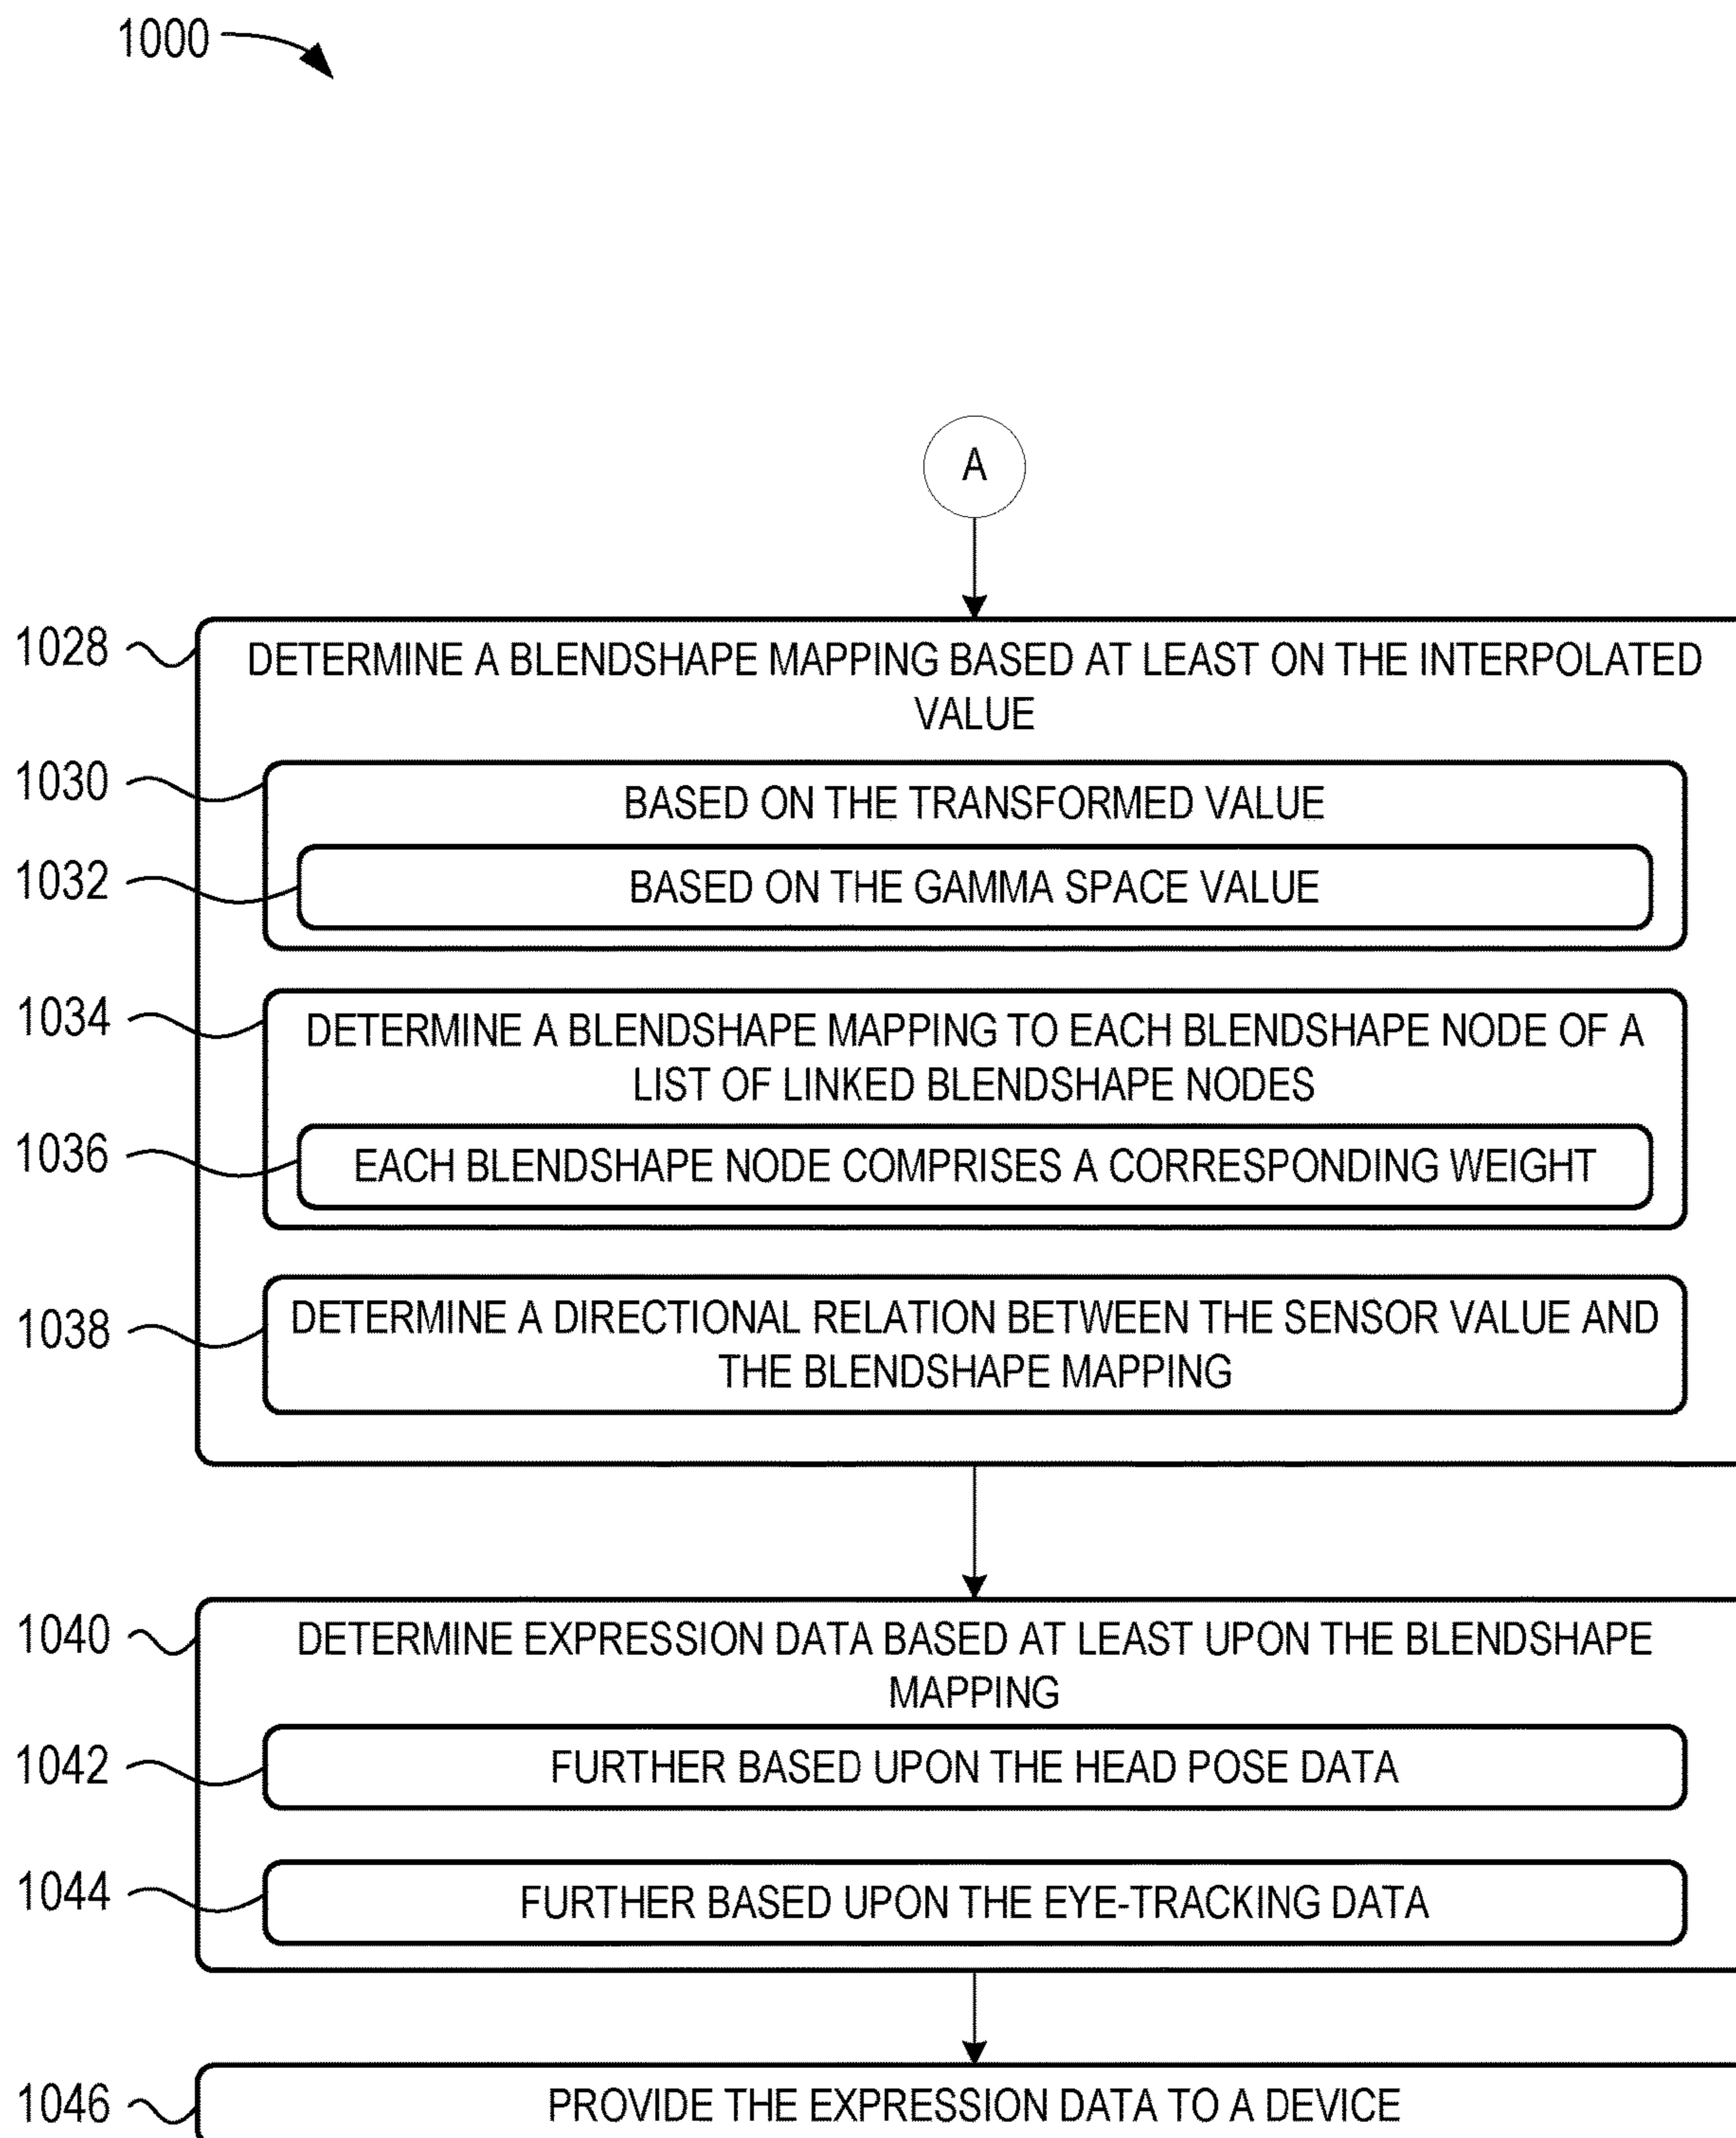 1000
A
1028
DETERMINE A BLENDSHAPE MAPPING BASED AT LEAST ON THE INTERPOLATED
VALUE
1030
BASED ON THE TRANSFORMED VALUE
1032
BASED ON THE GAMMA SPACE VALUE
1034
DETERMINE A BLENDSHAPE MAPPING TO EACH BLENDSHAPE NODE OF A
LIST OF LINKED BLENDSHAPE NODES
1036
EACH BLENDSHAPE NODE COMPRISES A CORRESPONDING WEIGHT
1038
DETERMINE A DIRECTIONAL RELATION BETWEEN THE SENSOR VALUE AND
THE BLENDSHAPE MAPPING
1040
DETERMINE EXPRESSION DATA BASED AT LEAST UPON THE BLENDSHAPE
MAPPING
1042
FURTHER BASED UPON THE HEAD POSE DATA
1044
FURTHER BASED UPON THE EYE-TRACKING DATA
1046
PROVIDE THE EXPRESSION DATA TO A DEVICE